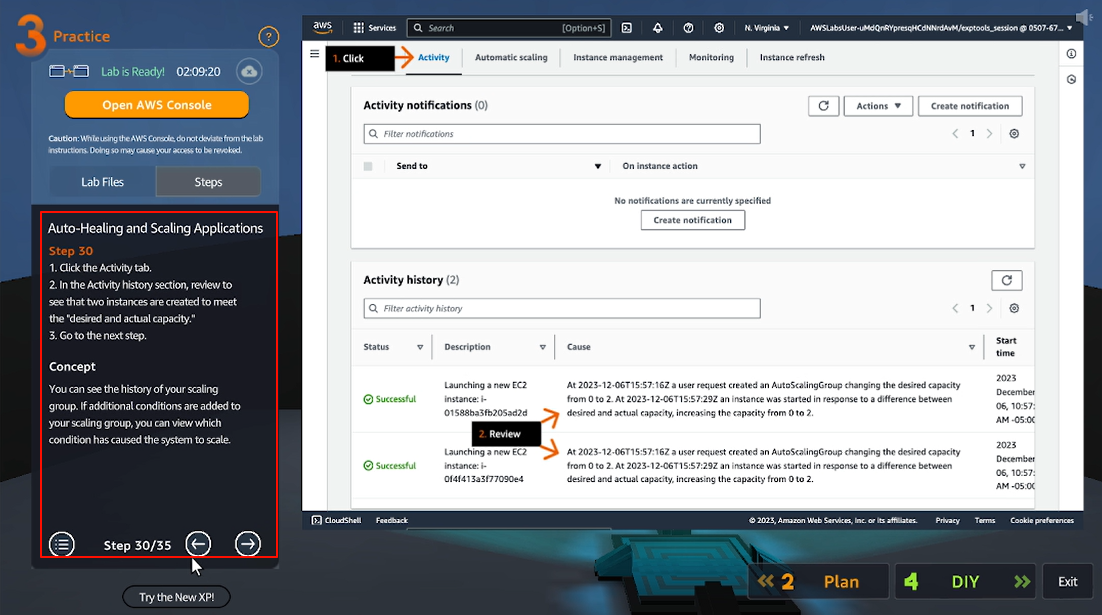 3 Practice
?
Lab is Ready! 02:09:20
Open AWS Console
Caution: While using the AWS Console, do not deviate from the lab
instructions. Doing so may cause your access to be revoked.
Lab Files
Steps
Auto-Healing and Scaling Applications
Step 30
1. Click the Activity tab.
2. In the Activity history section, review to
see that two instances are created to meet
the "desired and actual capacity."
3. Go to the next step.
Concept
You can see the history of your scaling
group. If additional conditions are added to
your scaling group, you can view which
condition has caused the system to scale.
Step 30/35
Try the New XP!
aws
Services
Search
[Option+S]
N. Virginia
AWSLabsUser-uMdQnRYpresqHCdNNrdAvM/exptools_session @ 0507-67...
1. Click
Activity
Automatic scaling
Instance management
Monitoring
Instance refresh
Activity notifications (0)
Actions
Create notification
Filter notifications
1
Send to
On instance action
No notifications are currently specified
Create notification
Activity history (2)
Filter activity history
1
Status
Description
Cause
Start
time
Successful
Launching a new EC2
instance: i-
01588ba3fb205ad2d
At 2023-12-06T15:57:16Z a user request created an AutoScalingGroup changing the desired capacity
from 0 to 2. At 2023-12-06T15:57:29Z an instance was started in response to a difference between
desired and actual capacity, increasing the capacity from 0 to 2.
2023
December
06, 10:57:
AM -05:00
2. Review
Successful
Launching a new EC2
instance: i-
0f4f413a3f77090e4
At 2023-12-06T15:57:16Z a user request created an AutoScalingGroup changing the desired capacity
from 0 to 2. At 2023-12-06T15:57:29Z an instance was started in response to a difference between
desired and actual capacity, increasing the capacity from 0 to 2.
2023
December
06, 10:57:
AM -05:00
CloudShell
Feedback
© 2023, Amazon Web Services, Inc. or its affiliates.
Privacy
Terms
Cookie preferences
2 Plan
4 DIY
Exit